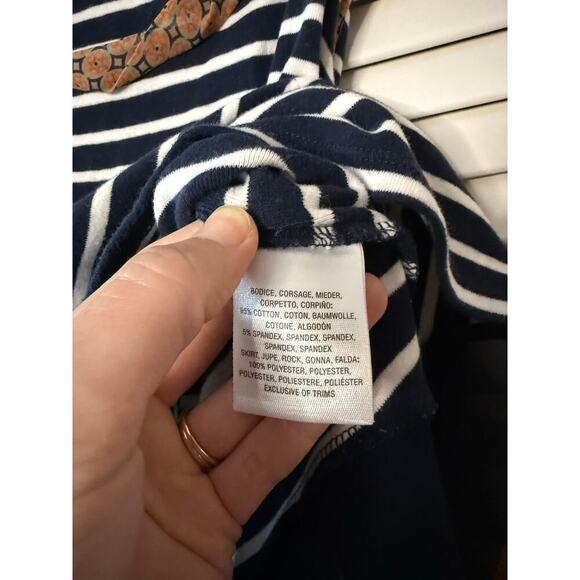 BODICE, CORSAGE, MIEDER,
CORPETTO, CORPIÑO:
95% COTTON, COTON, BAUMWOLLE,
COTONE, ALGODÓN
5% SPANDEX, SPANDEX, SPANDEX,
SPANDEX, SPANDEX
SKIRT, JUPE, ROCK, GONNA, FALDA:
100% POLYESTER, POLYESTER,
POLYESTER, POLIESTERE, POLIÉSTER
EXCLUSIVE OF TRIMS